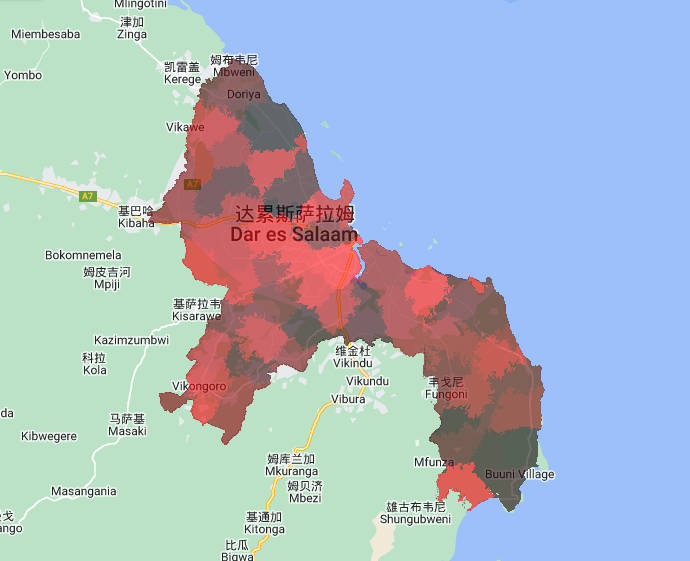 Mlingotini
津加
Zinga
Miembesaba
姆布韦尼
Mbweni
凯雷盖
Kerege
Yombo
Doriya
Vikawe
A7
A7
基巴哈
Kibaha
达累斯萨拉姆
Dar es Salaam
Bokomnemela
姆皮吉河
Mpiji
基萨拉韦
Kisarawe
Kazimzumbwi
科拉
Kola
维金杜
Vikindu
Vikongoro
Vikundu
丰戈尼
Fungoni
Vibura
da
马萨基
Masaki
Kibwegere
姆库兰加
Mkuranga
Mfunza
Buuni Village
姆贝济
Mbezi
Masangania
雄古布韦尼
Shungubweni
基通加
Kitonga
ango
比瓜
Bigwa